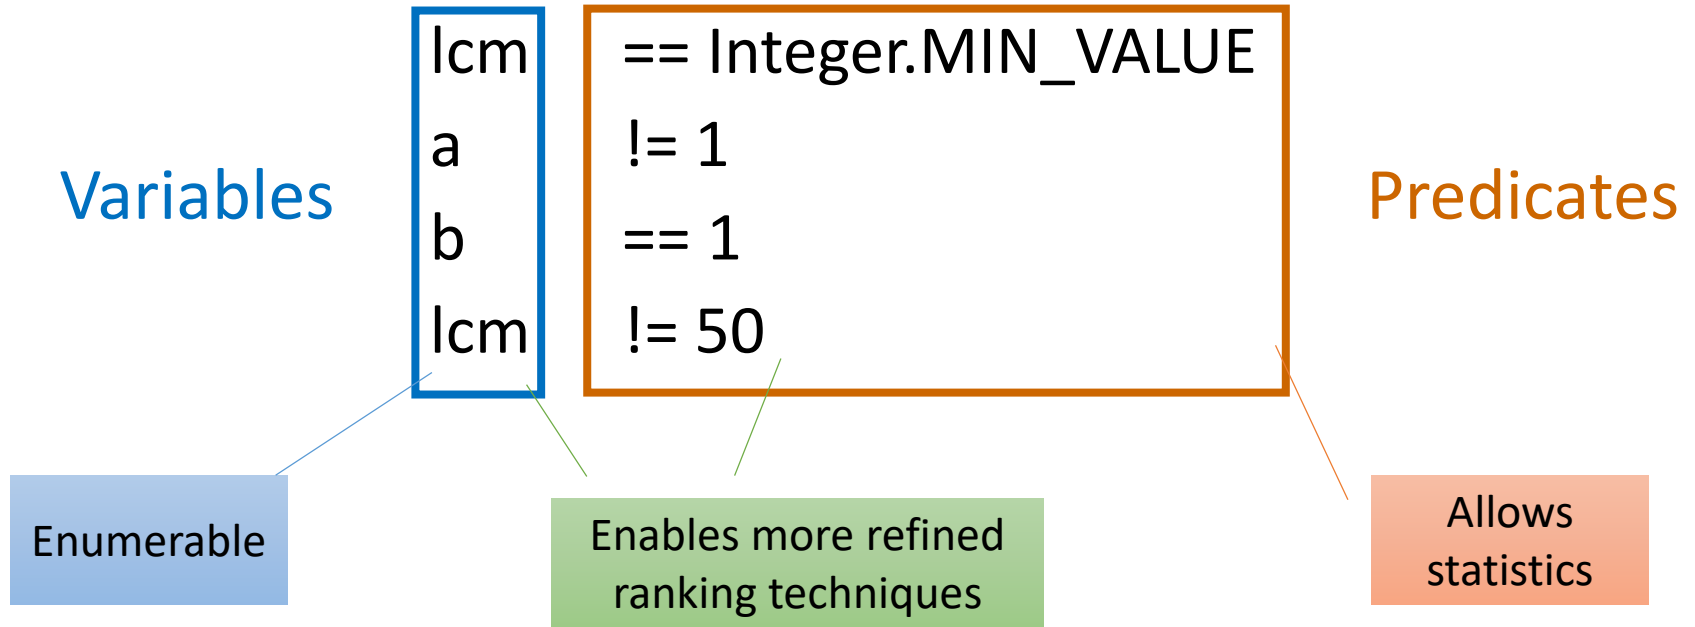 lcm == Integer.MIN_VALUE
a != 1
Variables
Predicates
b == 1
lcm != 50
Enumerable
Enables more refined
ranking techniques
Allows
statistics